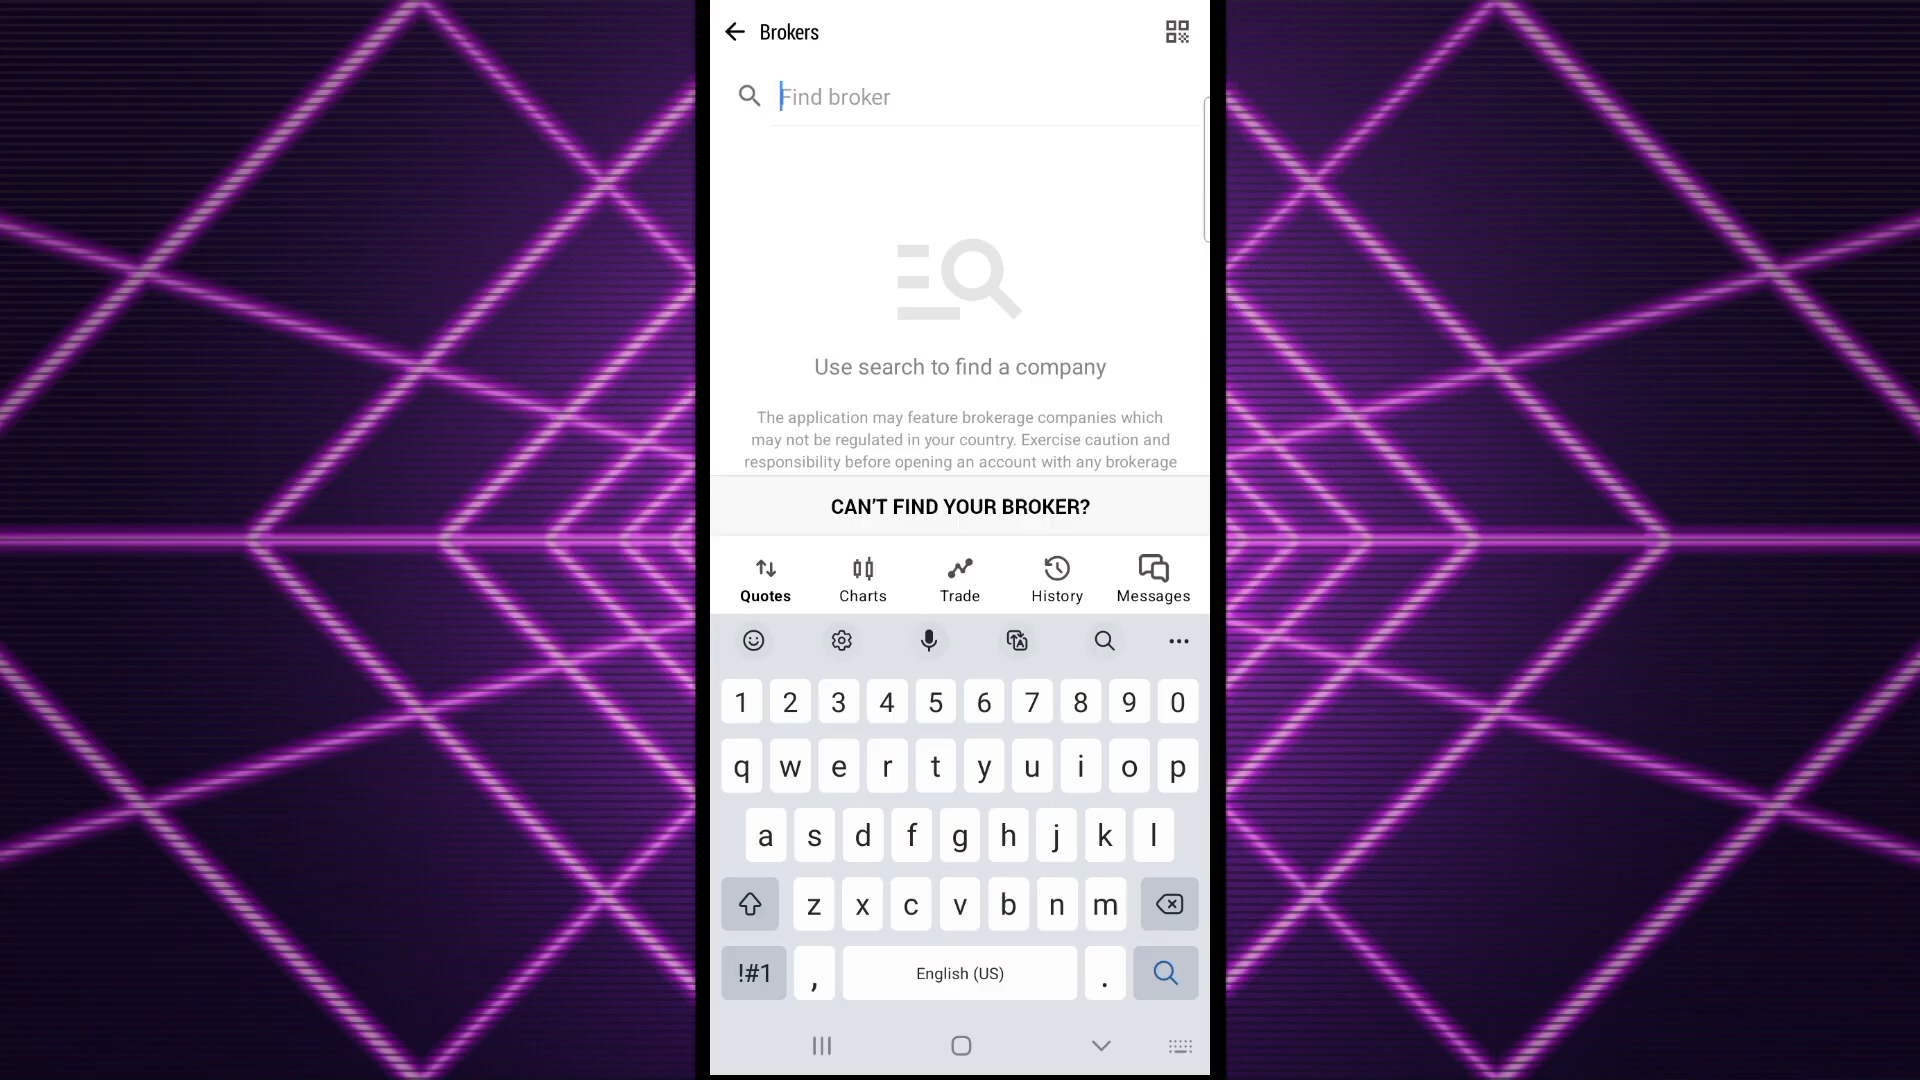 Brokers
Find broker
Use search to find a company
The application may feature brokerage companies which
may not be regulated in your country. Exercise caution and
responsibility before opening an account with any brokerage
CAN'T FIND YOUR BROKER?
Quotes Charts Trade History Messages
1 2 3 4 5 6 7 8 9 0
q w e r t y u i o p
a s d f g h j k l
z x c v b n m
!#1 , English (US) .